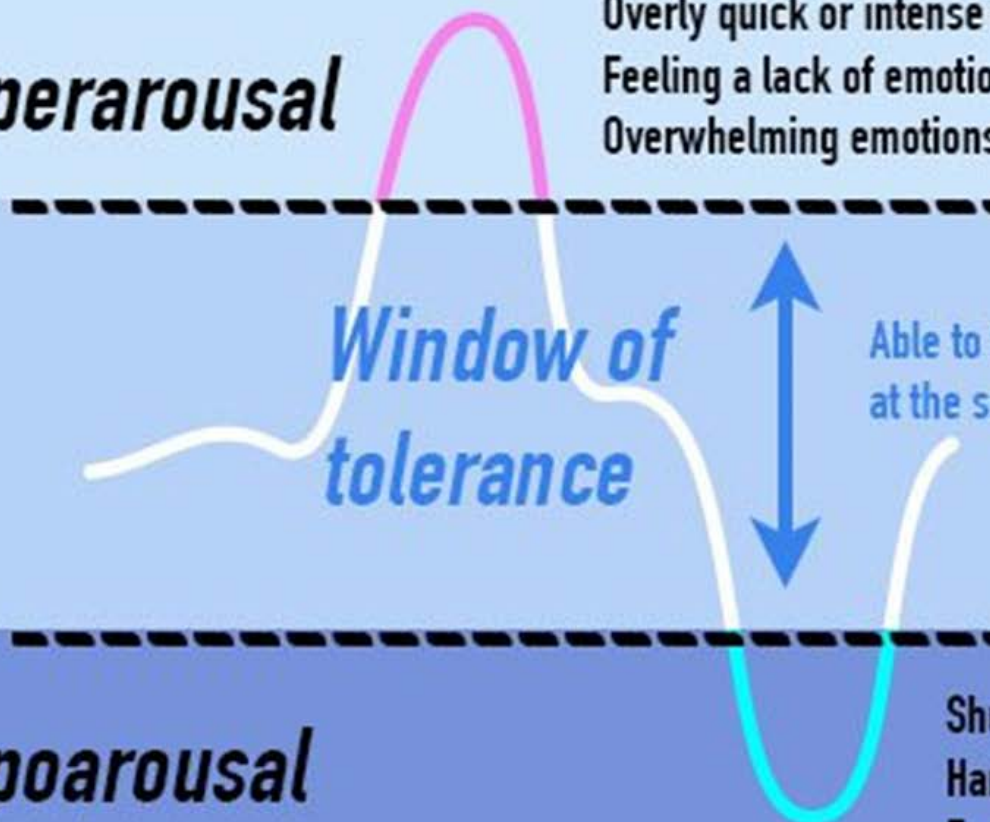 Overly quick or intense
Feeling a lack of emotio
Overwhelming emotions
perarousal
Window of
tolerance
Able to
at the s
poarousal
Sh
Ha